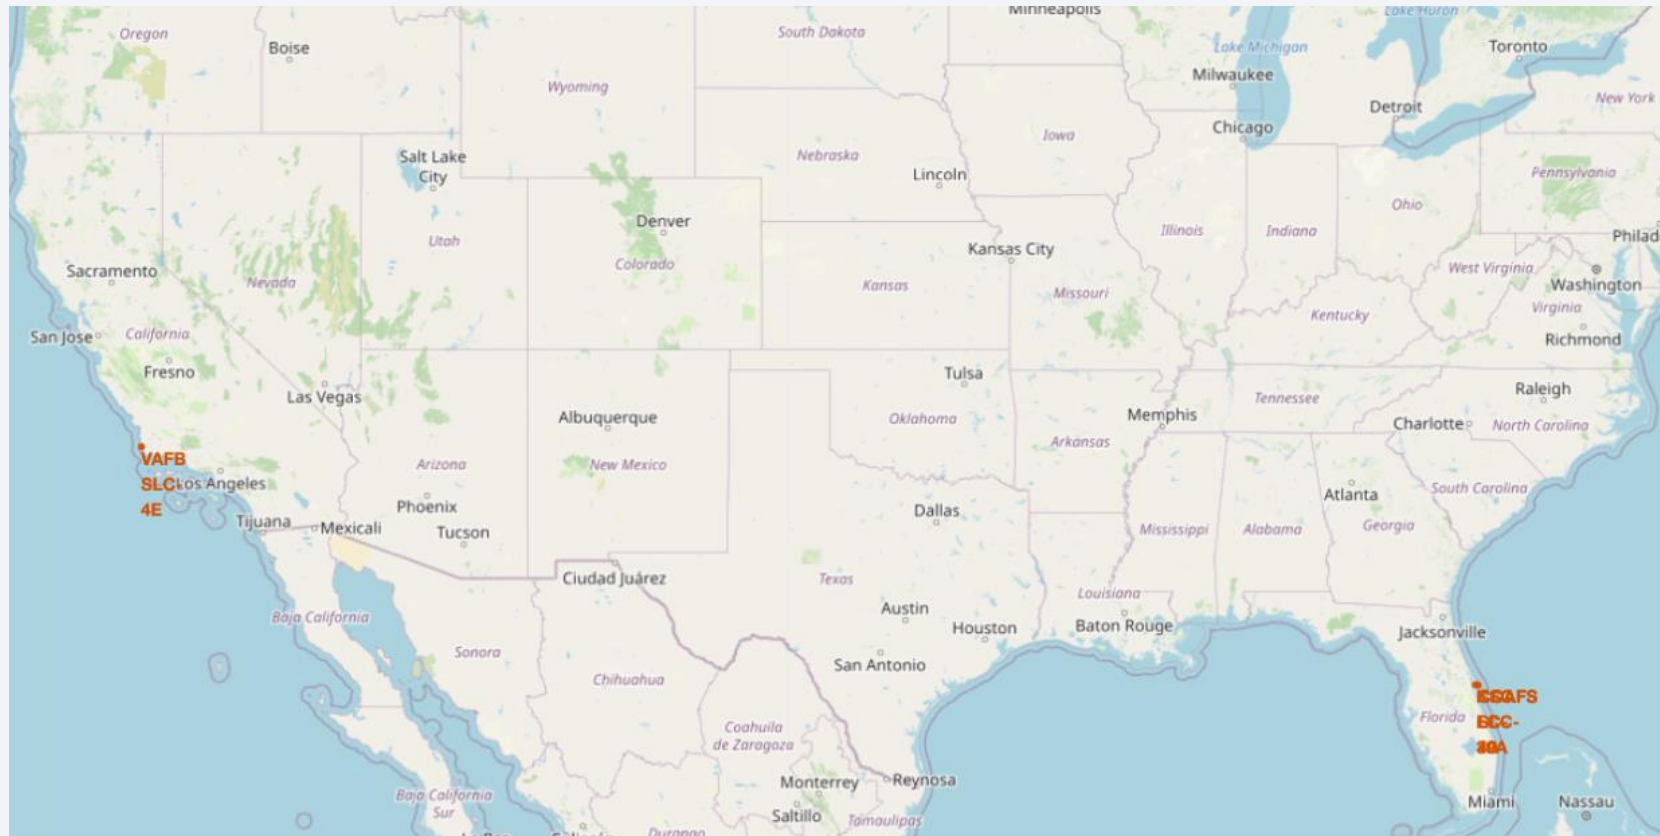 Minneapolis
Lake Huron
Oregon
South Dakota
Boise
Lake Michigan
Toronto
Milwaukee
Wyoming
New York
Detroit
Chicago
Iowa
Salt Lake
City
Nebraska
Lincoln
Pennsylvania
Ohio
Denver
Utah
Illinois
Indiana
Philad
Kansas City
Sacramento
Colorado
West Virginia
Nevada
Kansas
Missouri
Washington
Virginia
Kentucky
San Jose
California
Richmond
Fresno
Tulsa
Las Vegas
Raleigh
Tennessee
Albuquerque
Oklahoma
Memphis
Charlotte
North Carolina
Arkansas
VAFB
SLC-
4E
Los Angeles
Arizona
New Mexico
Phoenix
Dallas
Atlanta
South Carolina
Tijuana
Mexicali
Tucson
Mississippi
Alabama
Georgia
Ciudad Juárez
Texas
Louisiana
Austin
Baja California
Houston
Baton Rouge
Jacksonville
Sonora
San Antonio
Chihuahua
Florida
Coahuila
de Zaragoza
Monterrey
Reynosa
Baja California
Sur
Saltillo
Tamaulipas
Miami
Nassau
Durango